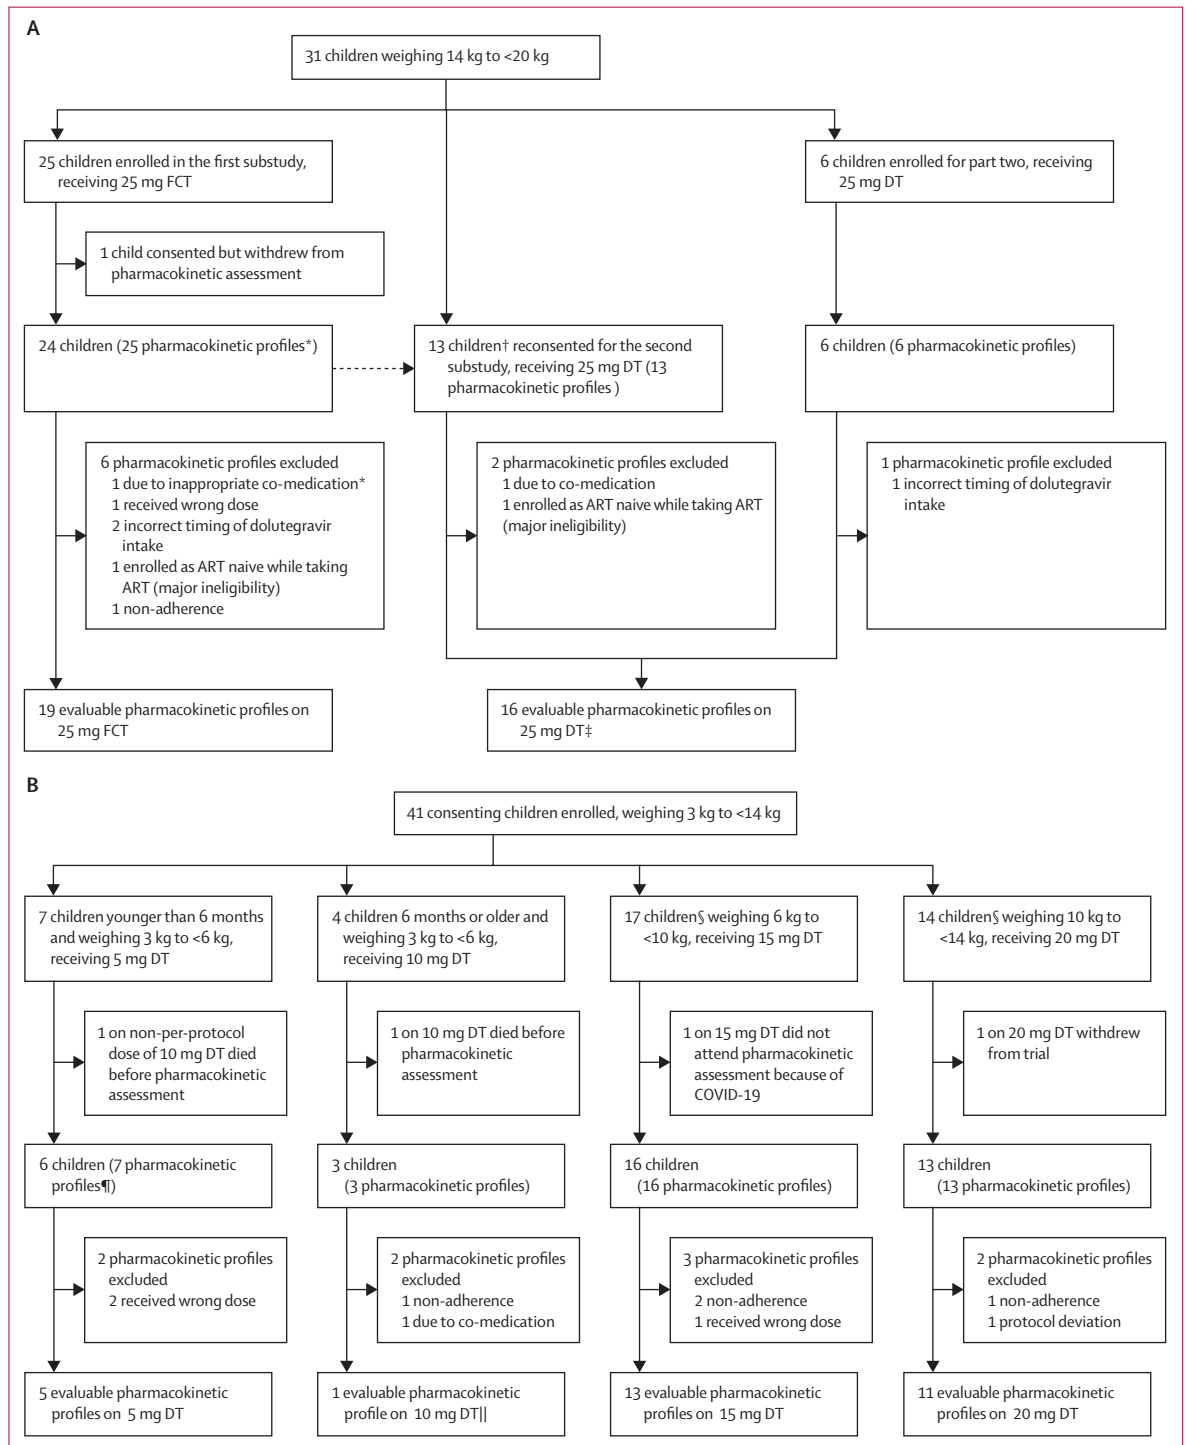 A
31 children weighing 14 kg to <20 kg
25 children enrolled in the first substudy,
receiving 25 mg FCT
6 children enrolled for part two, receiving
25 mg DT
1 child consented but withdrew from
pharmacokinetic assessment
24 children (25 pharmacokinetic profiles*)
13 children† reconsented for the second
substudy, receiving 25 mg DT (13
pharmacokinetic profiles )
6 children (6 pharmacokinetic profiles)
6 pharmacokinetic profiles excluded
1 due to inappropriate co-medication*
1 received wrong dose
2 incorrect timing of dolutegravir
intake
1 enrolled as ART naive while taking
ART (major ineligibility)
1 non-adherence
2 pharmacokinetic profiles excluded
1 due to co-medication
1 enrolled as ART naive while taking ART
(major ineligibility)
1 pharmacokinetic profile excluded
1 incorrect timing of dolutegravir
intake
19 evaluable pharmacokinetic profiles on
25 mg FCT
16 evaluable pharmacokinetic profiles on
25 mg DT‡
B
41 consenting children enrolled, weighing 3 kg to <14 kg
7 children younger than 6 months
and weighing 3 kg to <6 kg,
receiving 5 mg DT
4 children 6 months or older and
weighing 3 kg to <6 kg,
receiving 10 mg DT
17 children§ weighing 6 kg to
<10 kg, receiving 15 mg DT
14 children§ weighing 10 kg to
<14 kg, receiving 20 mg DT
1 on non-per-protocol
dose of 10 mg DT died
before pharmacokinetic
assessment
1 on 10 mg DT died before
pharmacokinetic
assessment
1 on 15 mg DT did not
attend pharmacokinetic
assessment because of
COVID-19
1 on 20 mg DT withdrew
from trial
6 children (7 pharmacokinetic
profiles¶)
3 children
(3 pharmacokinetic profiles)
16 children
(16 pharmacokinetic profiles)
13 children
(13 pharmacokinetic profiles)
2 pharmacokinetic profiles
excluded
2 received wrong dose
2 pharmacokinetic profiles
excluded
1 non-adherence
1 due to co-medication
3 pharmacokinetic profiles
excluded
2 non-adherence
1 received wrong dose
2 pharmacokinetic profiles
excluded
1 non-adherence
1 protocol deviation
5 evaluable pharmacokinetic
profiles on 5 mg DT
1 evaluable pharmacokinetic
profile on 10 mg DT||
13 evaluable pharmacokinetic
profiles on 15 mg DT
11 evaluable pharmacokinetic
profiles on 20 mg DT